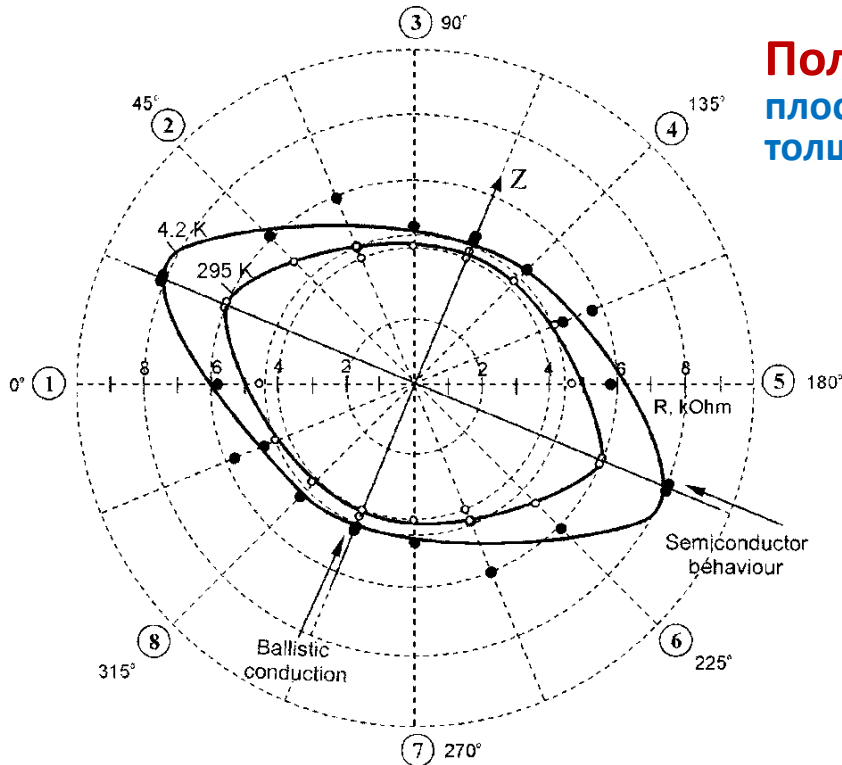 3 90°
Пол
плос
толщ
45°
2
4
135°
Z
4.2 K
295 K
0° 1
8 6 4 2 2 4 6 8
5 180°
R, kOhm
Semiconductor
béhaviour
Ballistic
conduction
8
315°
6
225°
7 270°